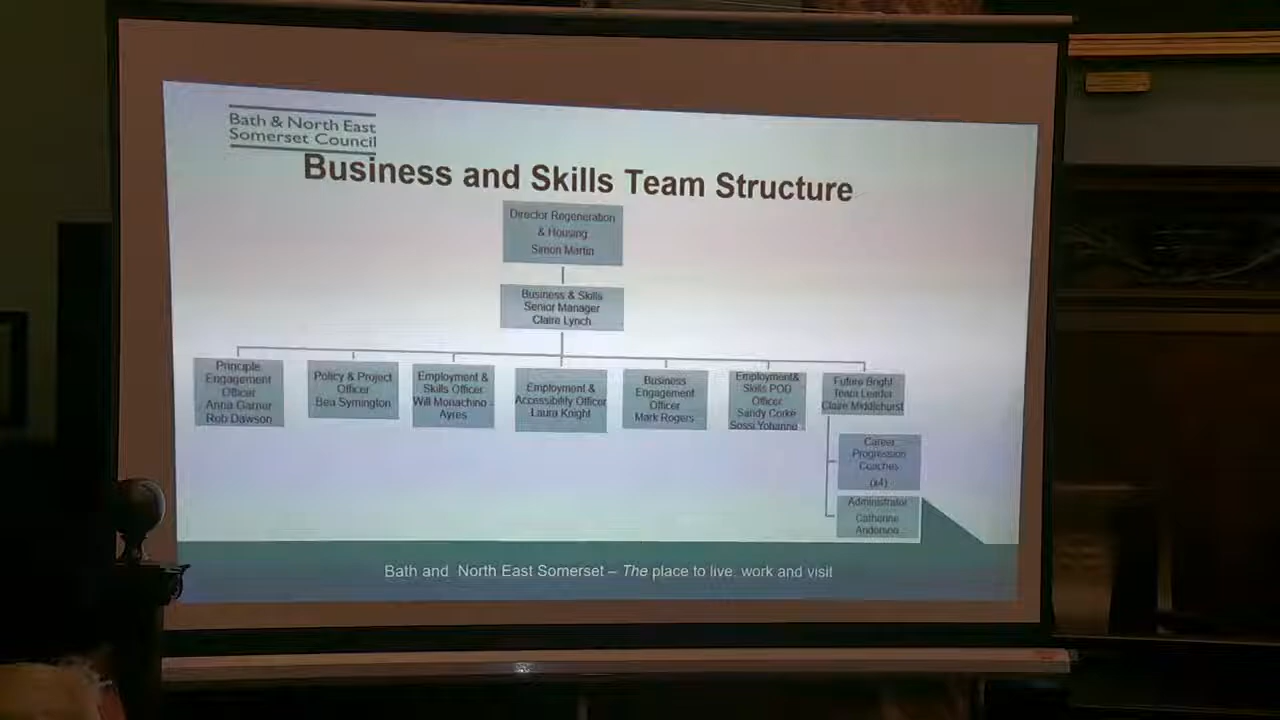 Bath & North East
Somerset Council
Business and Skills Team Structure
Director Regeneration
& Housing
Simon Martin
Business & Skills
Senior Manager
Claire Lynch
Principle
Engagement
Officer
Anna Garner
Rob Dawson
Policy & Project
Officer
Bea Symington
Employment &
Skills Officer
Will Monachino -
Ayres
Employment &
Accessibility Officer
Laura Knight
Business
Engagement
Officer
Mark Rogers
Employment&
Skills POD
Officer
Sandy Corke
Sossi Yohanne
Future Bright
Team Leader
Claire Middlehurst
Career
Progression
Coaches
(x4)
Administrator
Catherine
Anderson
Bath and North East Somerset – The place to live, work and visit